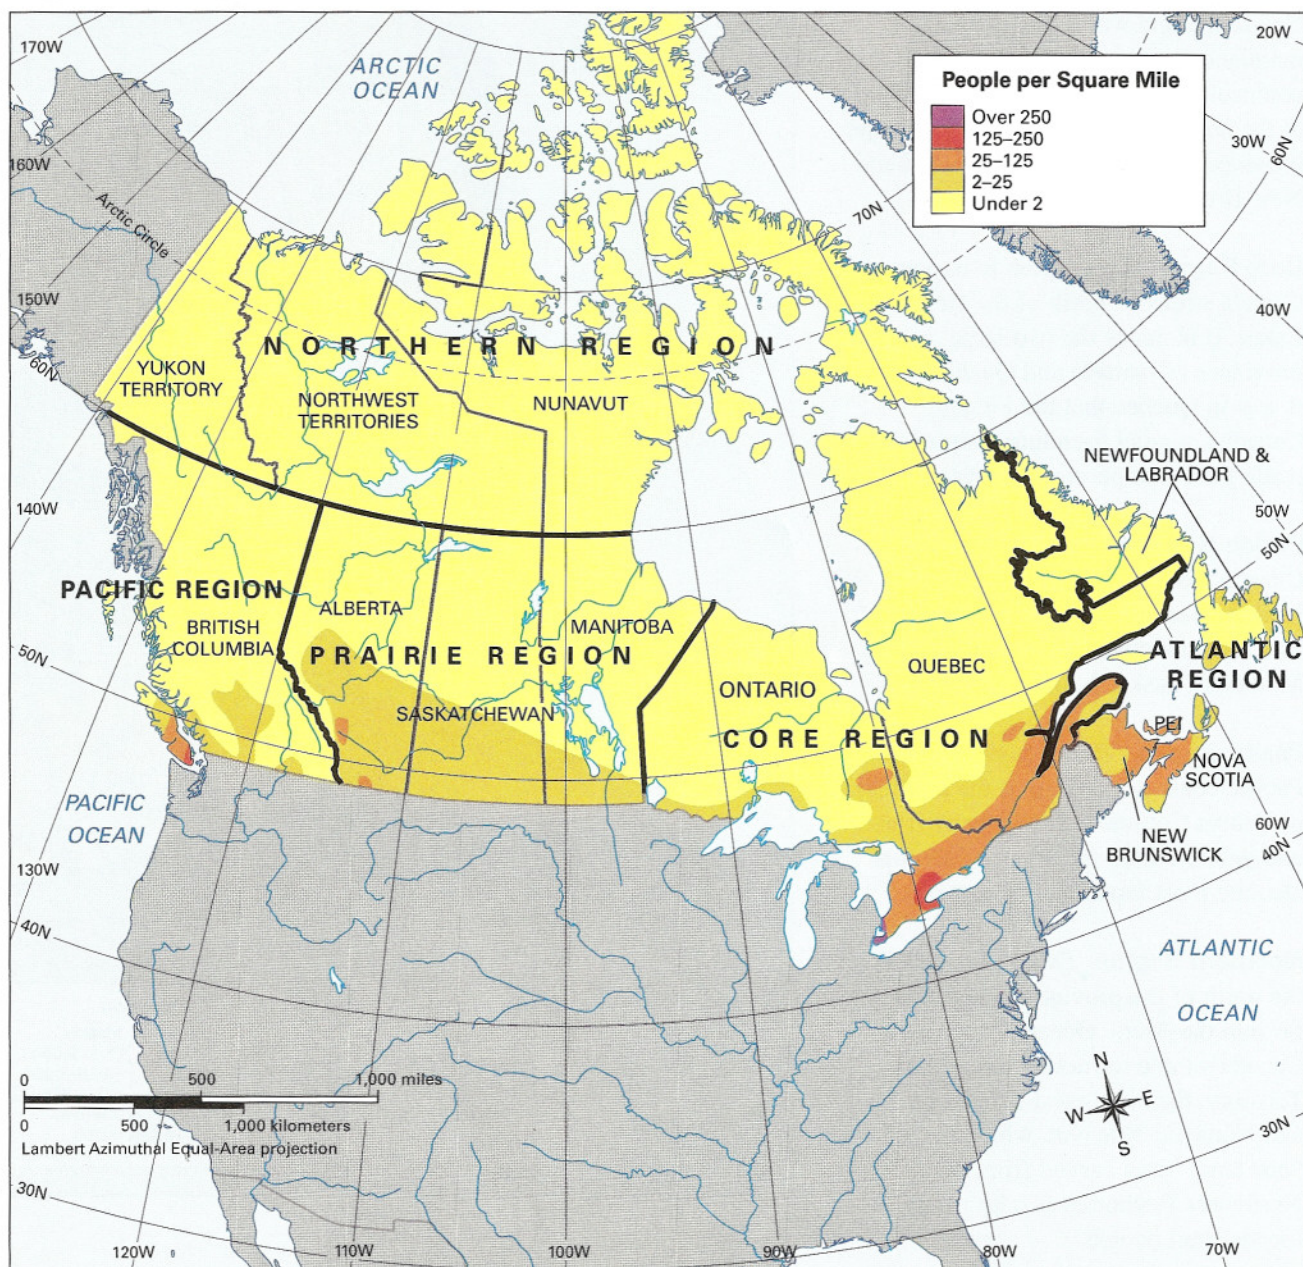 170W
ARCTIC
OCEAN
20W
People per Square Mile
Over 250
125–250
25–125
2–25
Under 2
30W
60N
160W
Arctic Circle
70N
150W
40W
60N
NORTHERN REGION
YUKON
TERRITORY
NORTHWEST
TERRITORIES
NUNAVUT
NEWFOUNDLAND &
LABRADOR
140W
50W
50N
PACIFIC REGION
BRITISH
COLUMBIA
ALBERTA
PRAIRIE REGION
MANITOBA
SASKATCHEWAN
ONTARIO
QUEBEC
CORE REGION
ATLANTIC
REGION
PEI
NOVA
SCOTIA
50N
PACIFIC
OCEAN
NEW
BRUNSWICK
60W
40N
130W
40N
ATLANTIC
OCEAN
0 500 1,000 miles
0 500 1,000 kilometers
Lambert Azimuthal Equal-Area projection
N
W E
S
30N
30N
120W
110W
100W
90W
80W
70W